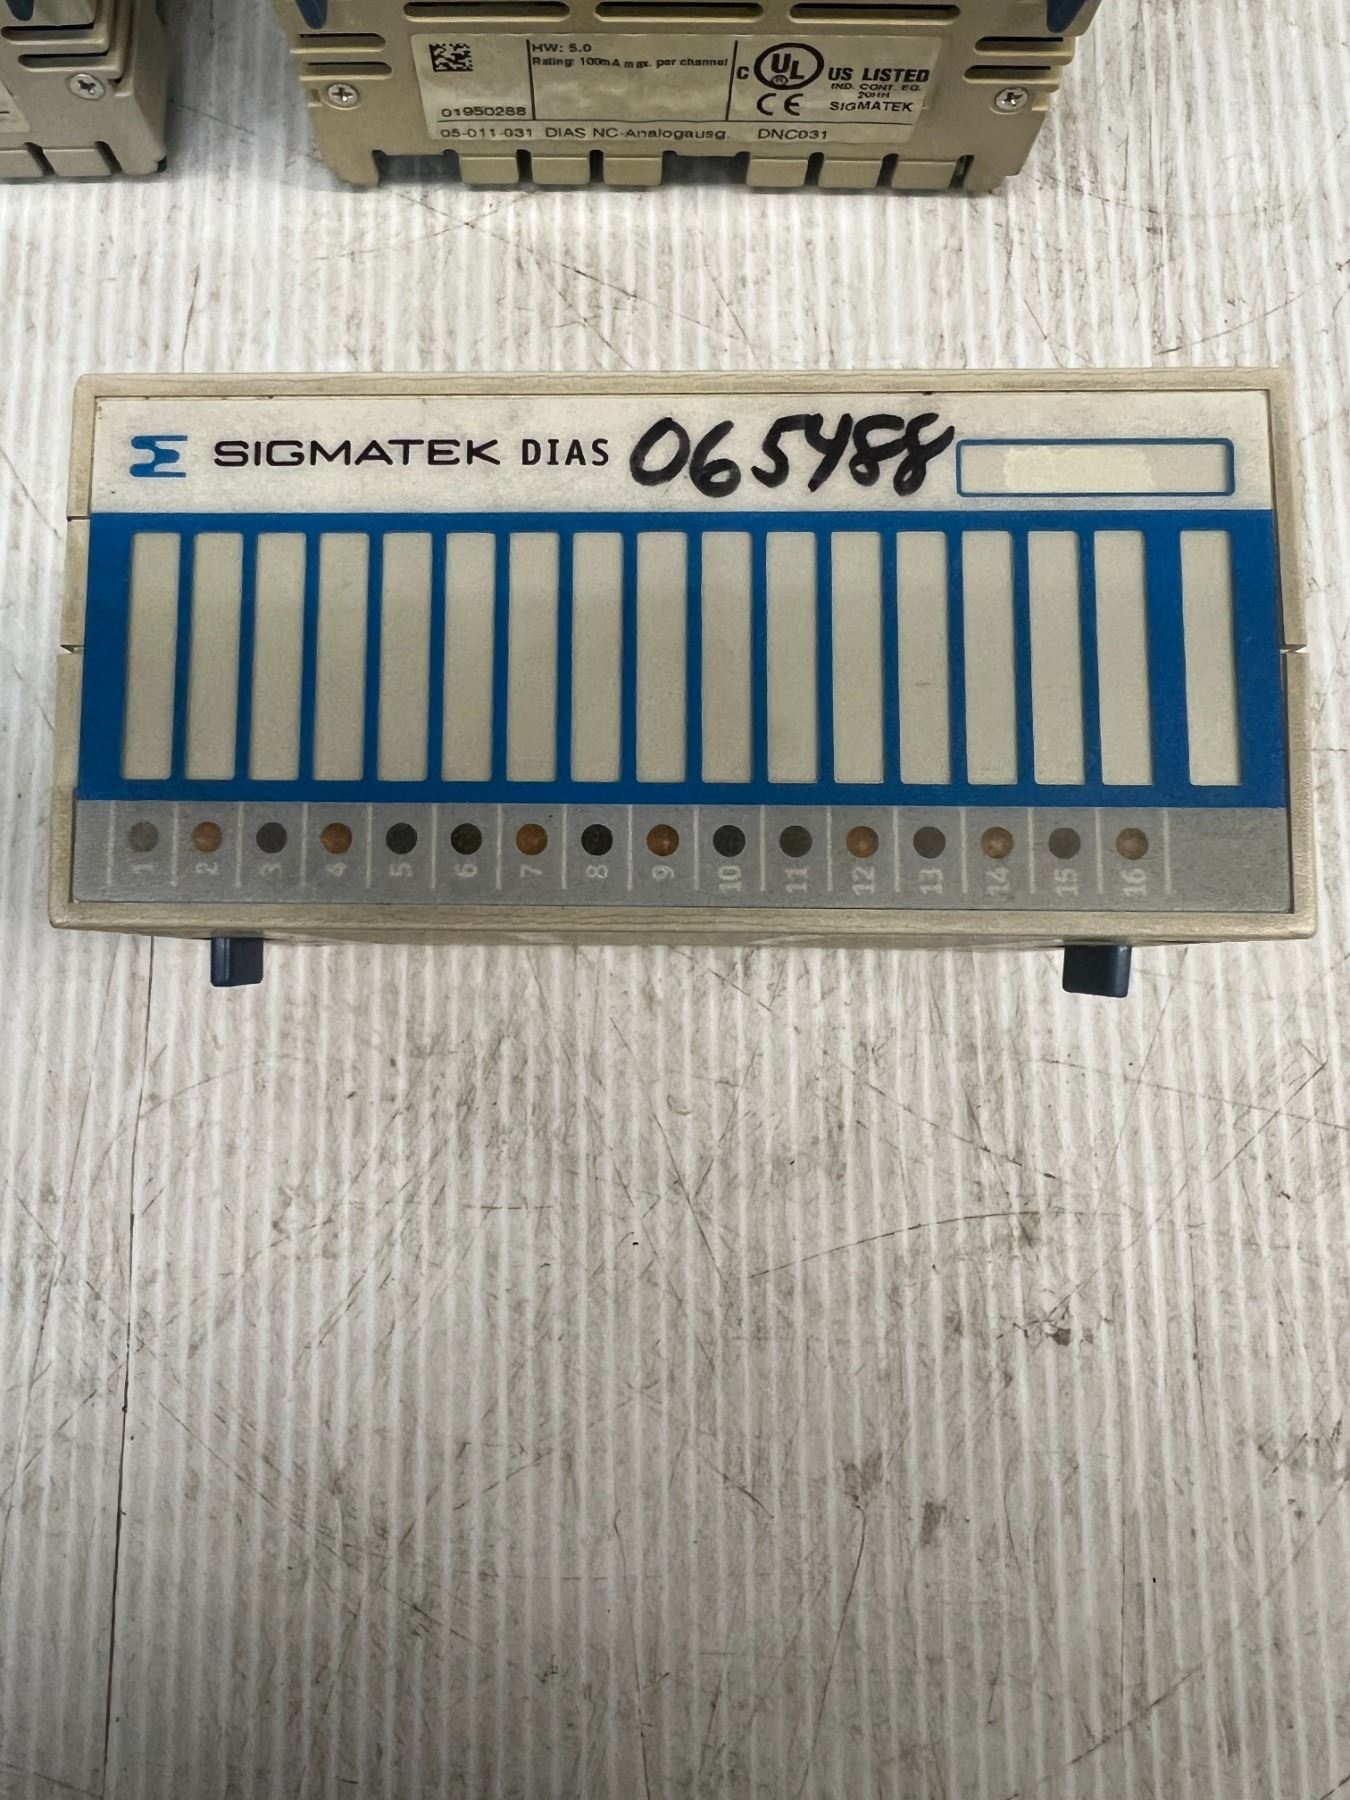 HW: 5.0
Rating: 100mA max. per channel
C UL US LISTED
IND. CONT. EQ.
20HH
CE SIGMATEK
01950288
05-011-031 DIAS NC-Analogausg. DNC031
SIGMATEK DIAS 065488
1 2 3 4 5 6 7 8 9 10 11 12 13 14 15 16